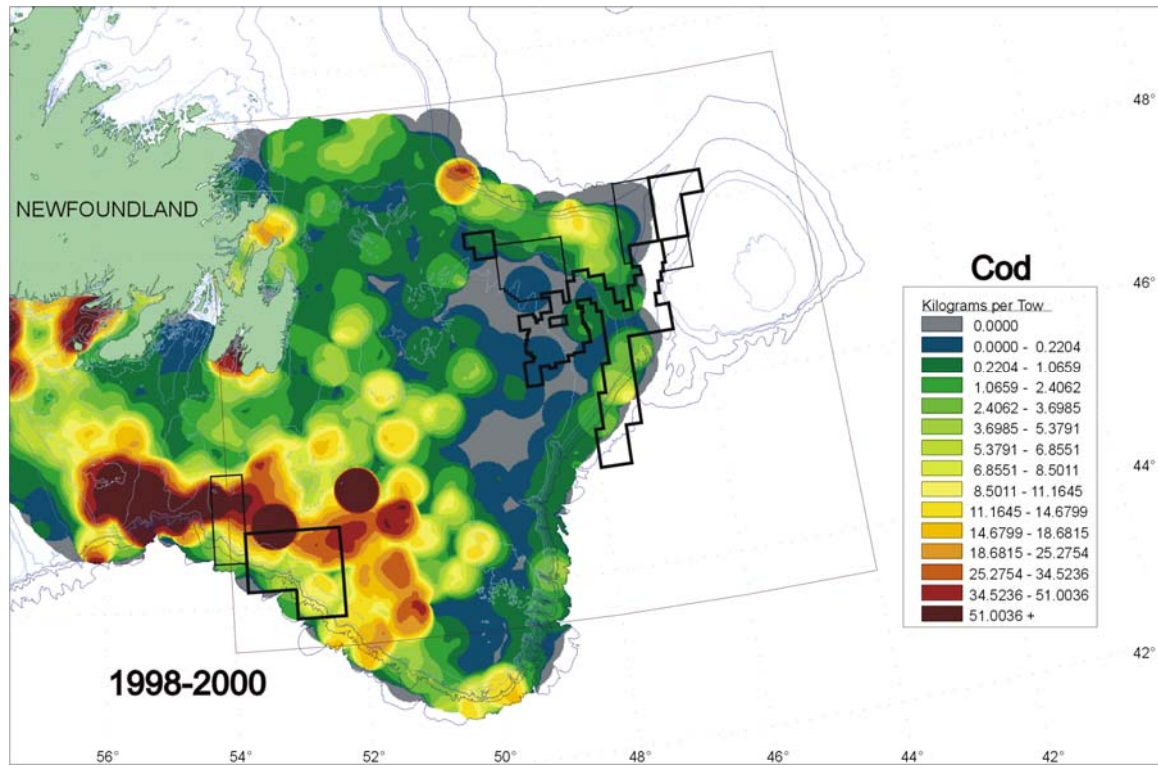 48°
NEWFOUNDLAND
46°
Cod
Kilograms per Tow
0.0000
0.0000 - 0.2204
0.2204 - 1.0659
1.0659 - 2.4062
2.4062 - 3.6985
3.6985 - 5.3791
5.3791 - 6.8551
6.8551 - 8.5011
8.5011 - 11.1645
11.1645 - 14.6799
14.6799 - 18.6815
18.6815 - 25.2754
25.2754 - 34.5236
34.5236 - 51.0036
51.0036 +
44°
42°
1998-2000
56° 54° 52° 50° 48° 46° 44° 42°